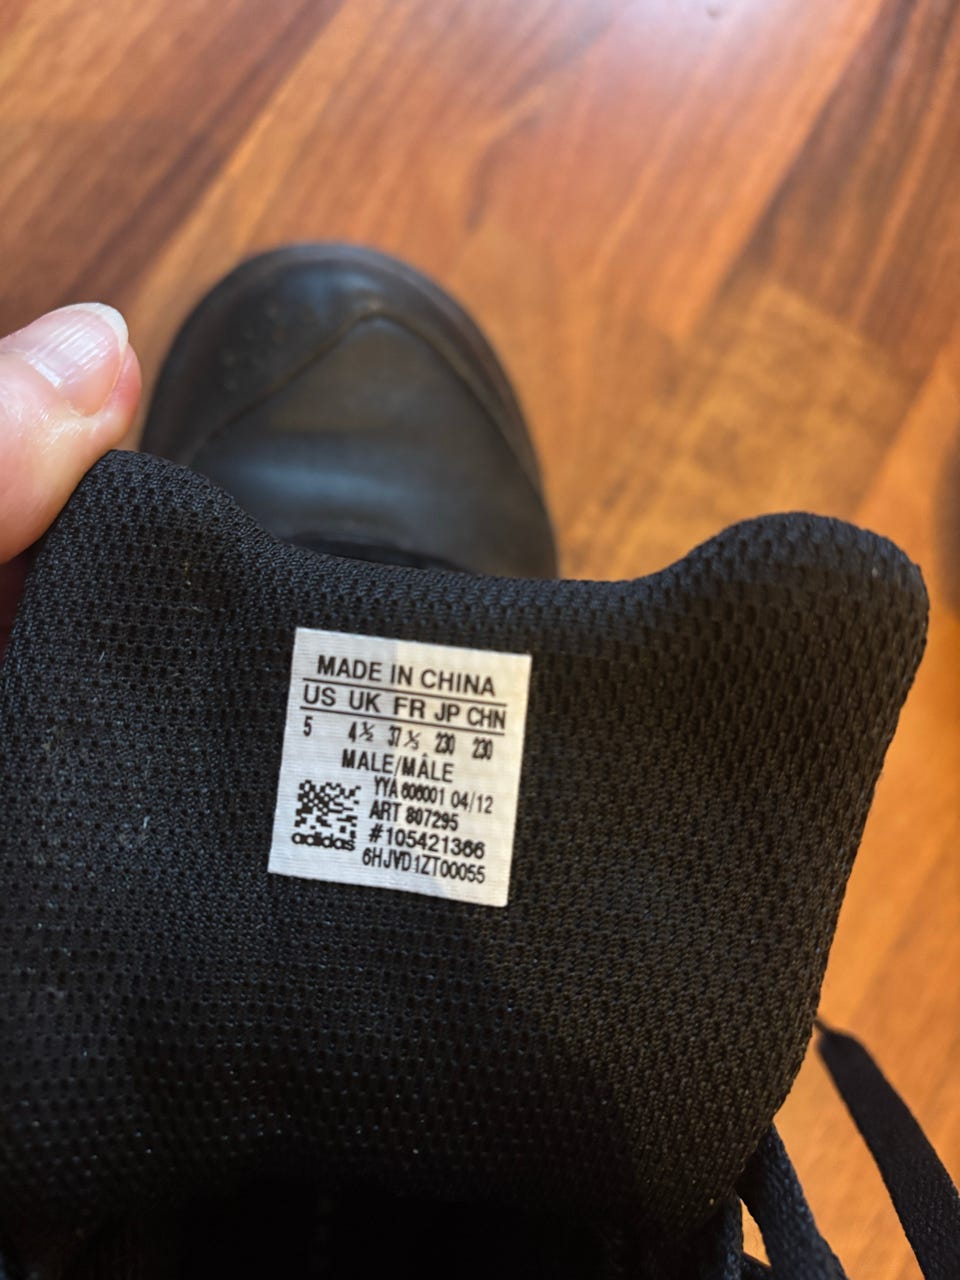 MADE IN CHINA
US UK FR JP CHN
5 4½ 37⅓ 230 230
MALE/MÂLE
YYA 606001 04/12
ART 807295
#105421366
adidas
6HJVD1ZT00055